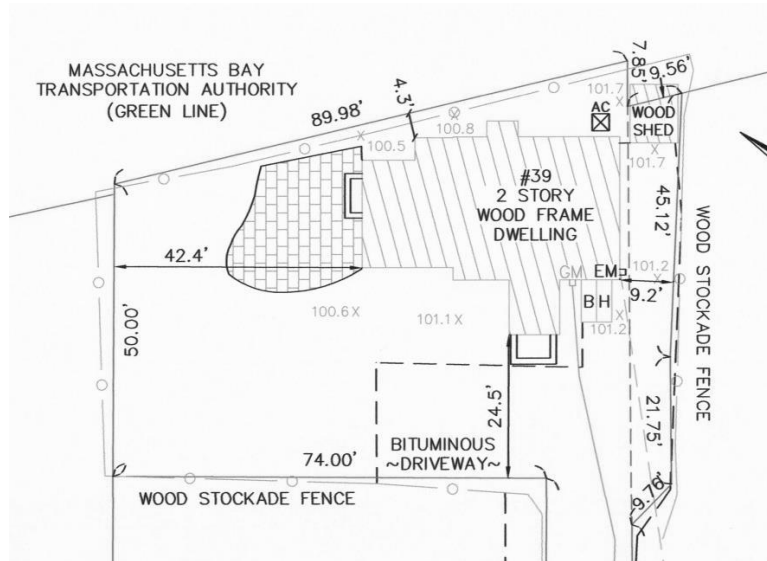 MASSACHUSETTS BAY
TRANSPORTATION AUTHORITY
(GREEN LINE)
89.98'
4.3'
7.85'
9.56'
101.7 X
AC
WOOD
SHED
100.5
X
100.8
X
101.7
X
#39
2 STORY
WOOD FRAME
DWELLING
45.12'
WOOD STOCKADE FENCE
42.4'
GM
EM
101.2
X
9.2'
BH
50.00'
100.6 X
101.1 X
101.2
X
24.5'
21.75'
BITUMINOUS
~DRIVEWAY~
74.00'
WOOD STOCKADE FENCE
9.76'